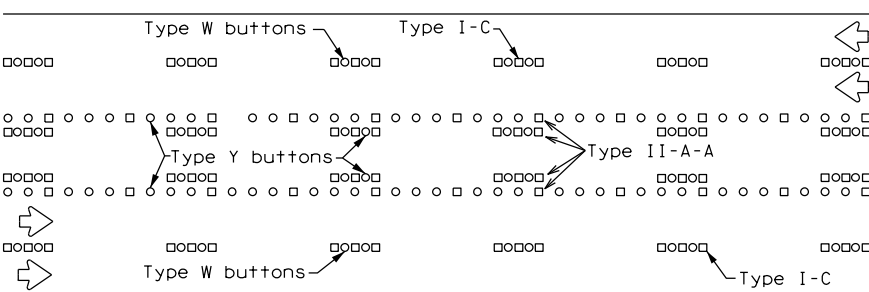 Type W buttons
Type I-C
Type Y buttons
Type II-A-A
Type W buttons
Type I-C